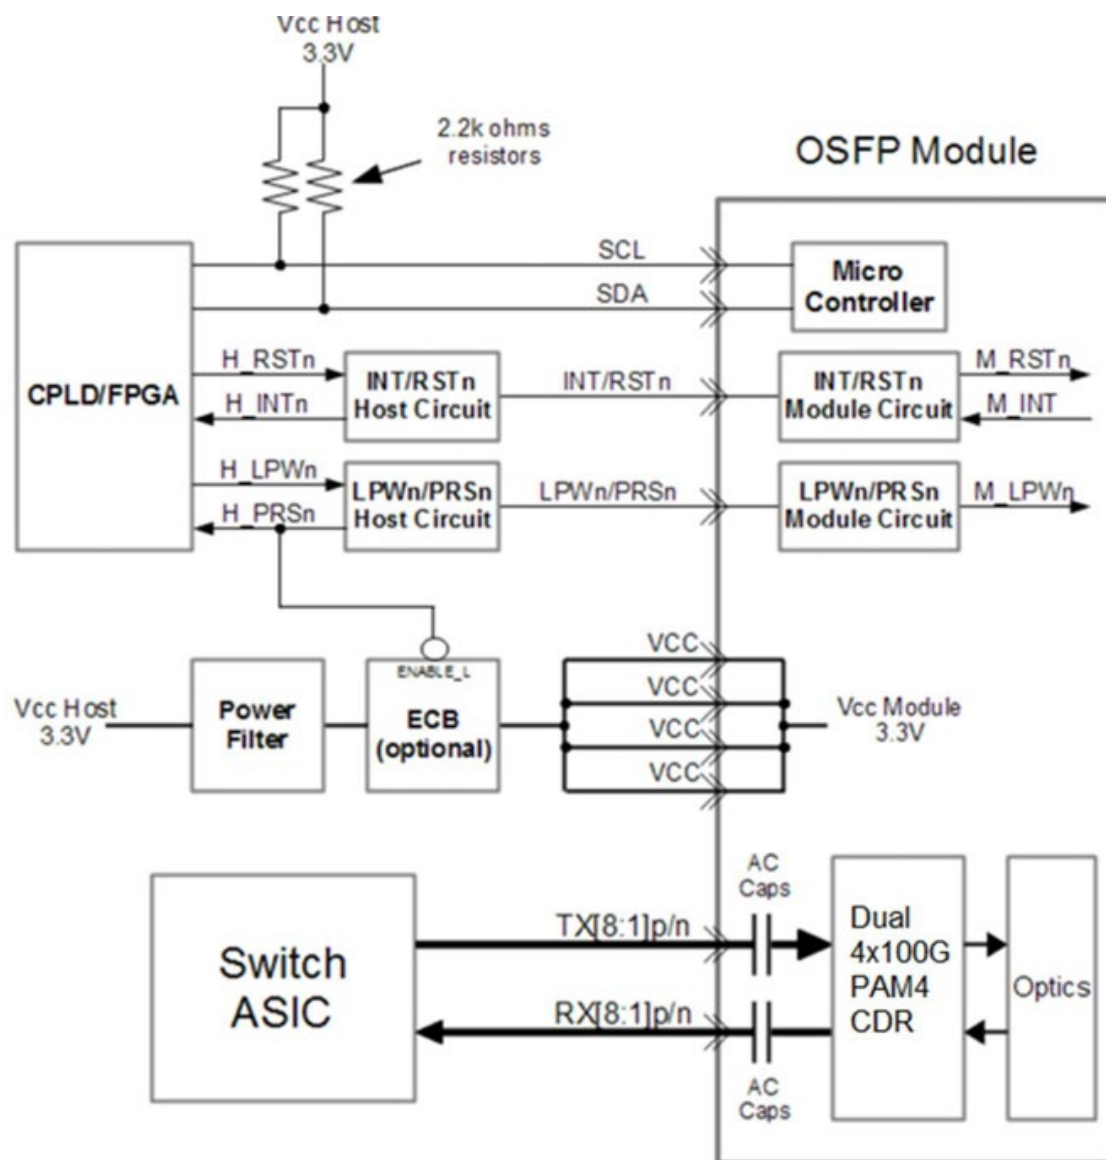 Vcc Host
3.3V
2.2k ohms
resistors
OSFP Module
SCL
SDA
Micro
Controller
CPLD/FPGA
H_RSTn
H_INTn
INT/RSTn
Host Circuit
INT/RSTn
INT/RSTn
Module Circuit
M_RSTn
M_INT
H_LPWn
H_PRSn
LPWn/PRSn
Host Circuit
LPWn/PRSn
LPWn/PRSn
Module Circuit
M_LPWn
Vcc Host
3.3V
Power
Filter
ENABLE_L
ECB
(optional)
VCC
VCC
VCC
VCC
Vcc Module
3.3V
Switch
ASIC
TX[8:1]p/n
RX[8:1]p/n
AC
Caps
AC
Caps
Dual
4x100G
PAM4
CDR
Optics